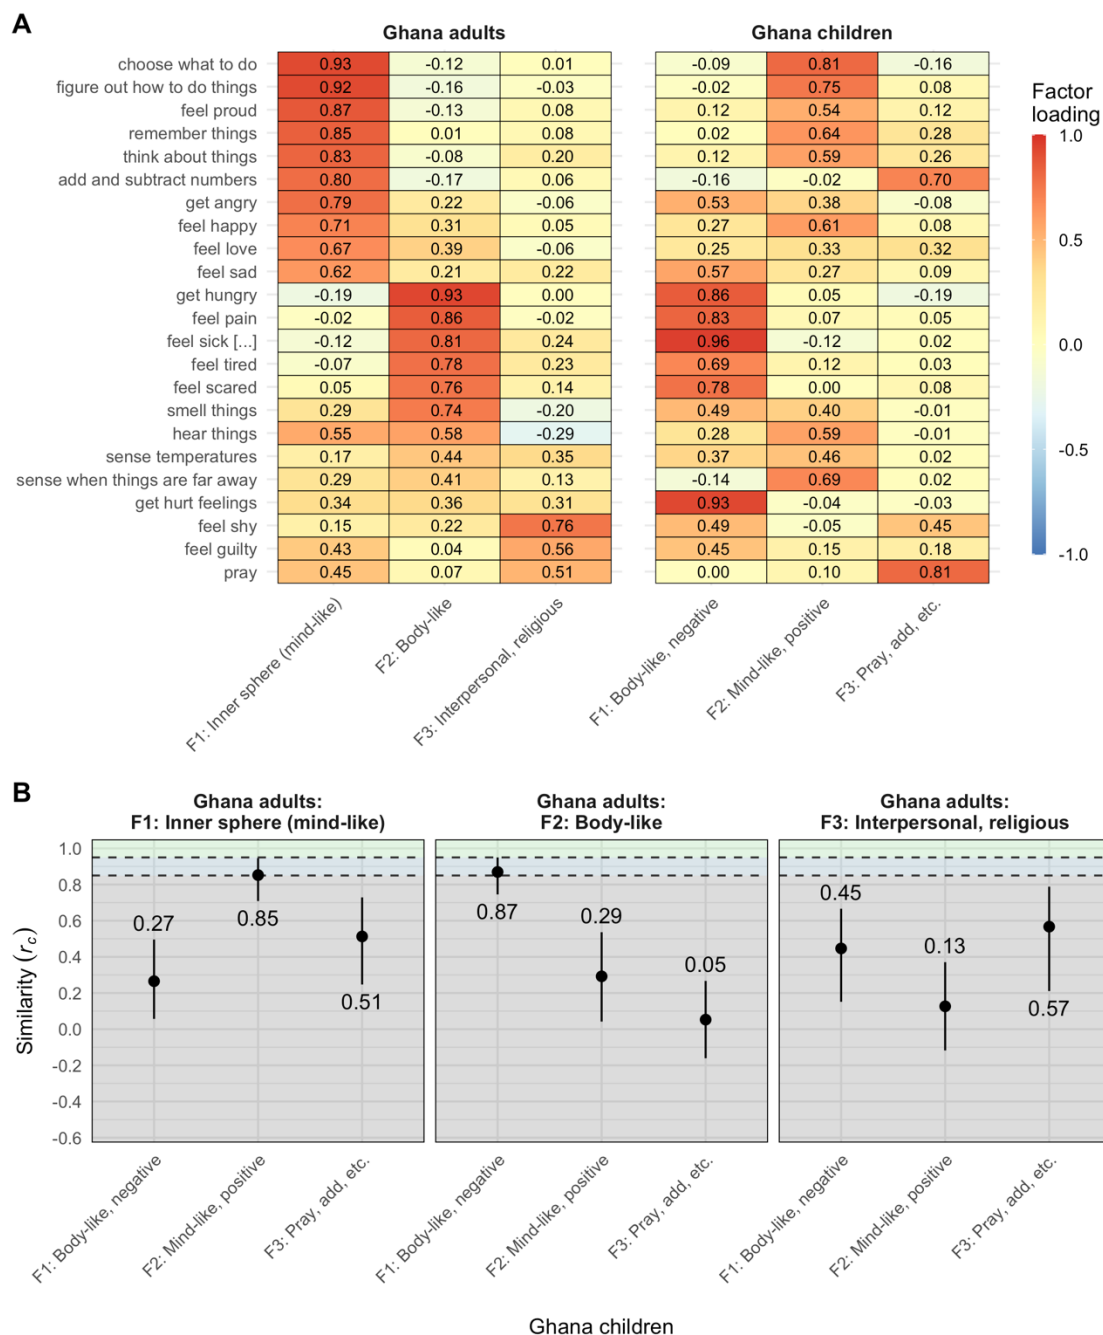 A
Ghana adults
Ghana children
choose what to do 0.93 -0.12 0.01 -0.09 0.81 -0.16
figure out how to do things 0.92 -0.16 -0.03 -0.02 0.75 0.08
feel proud 0.87 -0.13 0.08 0.12 0.54 0.12
remember things 0.85 0.01 0.08 0.02 0.64 0.28
think about things 0.83 -0.08 0.20 0.12 0.59 0.26
add and subtract numbers 0.80 -0.17 0.06 -0.16 -0.02 0.70
get angry 0.79 0.22 -0.06 0.53 0.38 -0.08
feel happy 0.71 0.31 0.05 0.27 0.61 0.08
feel love 0.67 0.39 -0.06 0.25 0.33 0.32
feel sad 0.62 0.21 0.22 0.57 0.27 0.09
get hungry -0.19 0.93 0.00 0.86 0.05 -0.19
feel pain -0.02 0.86 -0.02 0.83 0.07 0.05
feel sick [...] -0.12 0.81 0.24 0.96 -0.12 0.02
feel tired -0.07 0.78 0.23 0.69 0.12 0.03
feel scared 0.05 0.76 0.14 0.78 0.00 0.08
smell things 0.29 0.74 -0.20 0.49 0.40 -0.01
hear things 0.55 0.58 -0.29 0.28 0.59 -0.01
sense temperatures 0.17 0.44 0.35 0.37 0.46 0.02
sense when things are far away 0.29 0.41 0.13 -0.14 0.69 0.02
get hurt feelings 0.34 0.36 0.31 0.93 -0.04 -0.03
feel shy 0.15 0.22 0.76 0.49 -0.05 0.45
feel guilty 0.43 0.04 0.56 0.45 0.15 0.18
pray 0.45 0.07 0.51 0.00 0.10 0.81
F1: Inner sphere (mind-like)
F2: Body-like
F3: Interpersonal, religious
F1: Body-like, negative
F2: Mind-like, positive
F3: Pray, add, etc.
Factor
loading
1.0
0.5
0.0
-0.5
-1.0
B
Ghana adults:
F1: Inner sphere (mind-like)
Ghana adults:
F2: Body-like
Ghana adults:
F3: Interpersonal, religious
Similarity (rc)
1.0
0.8
0.6
0.4
0.2
0.0
-0.2
-0.4
-0.6
0.27
0.85
0.51
0.87
0.29
0.05
0.45
0.13
0.57
F1: Body-like, negative
F2: Mind-like, positive
F3: Pray, add, etc.
F1: Body-like, negative
F2: Mind-like, positive
F3: Pray, add, etc.
F1: Body-like, negative
F2: Mind-like, positive
F3: Pray, add, etc.
Ghana children